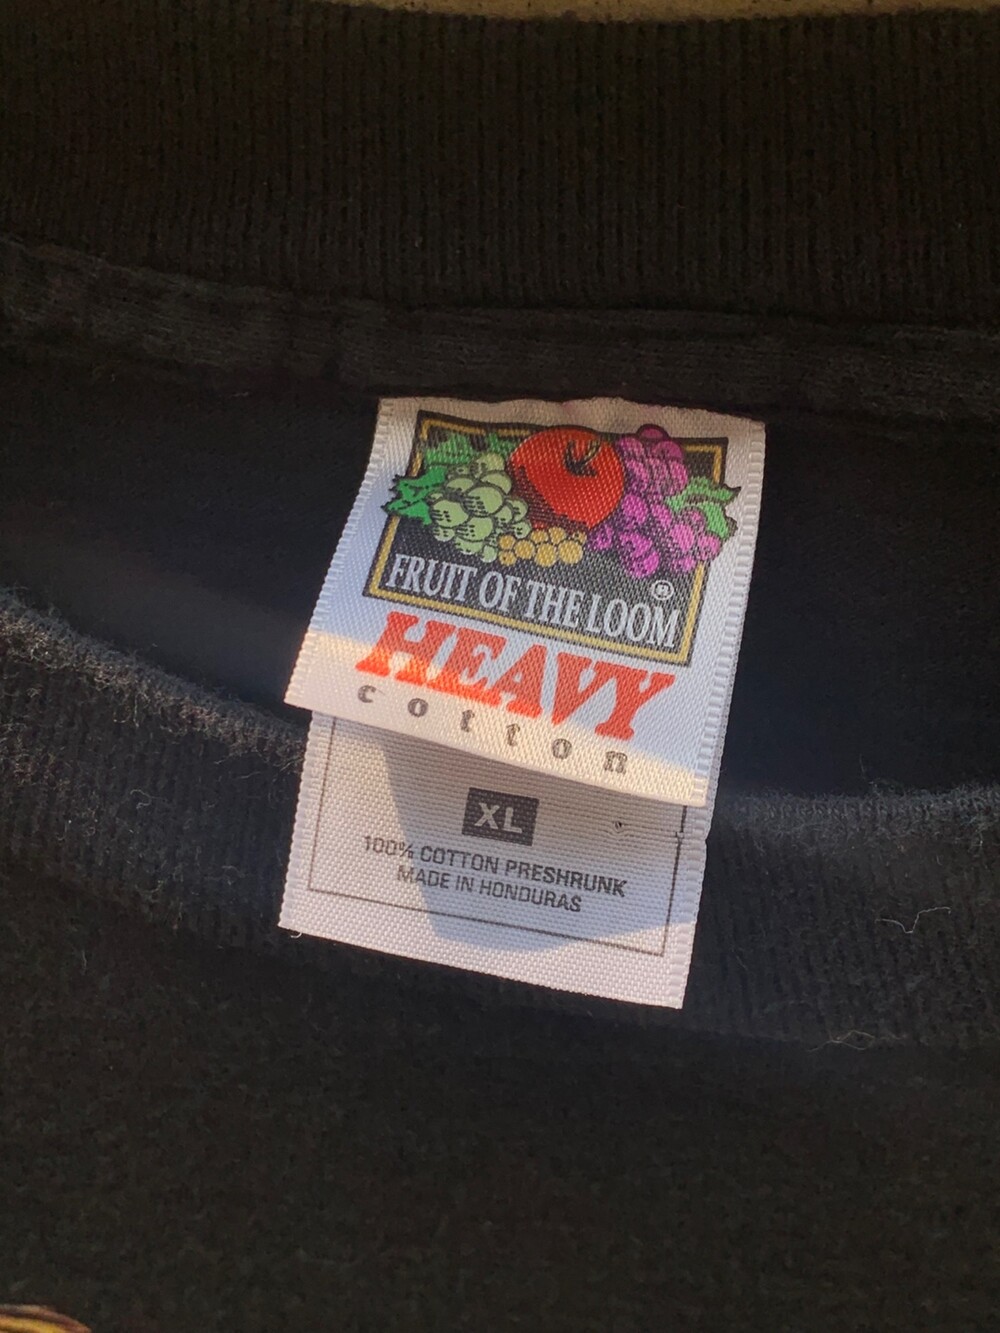 FRUIT OF THE LOOM®
HEAVY
cotton
XL
100% COTTON PRESHRUNK
MADE IN HONDURAS